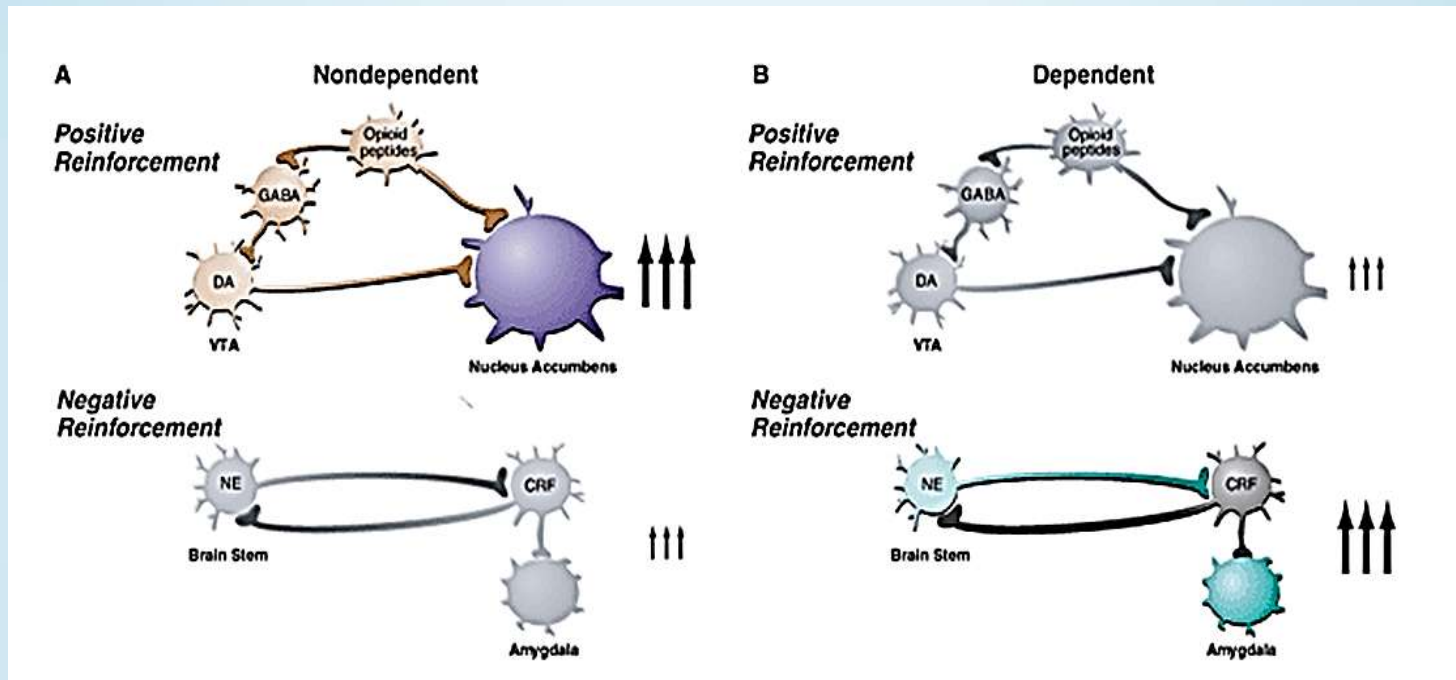 A
Nondependent
Positive
Reinforcement
Opioid
peptides
GABA
DA
VTA
Nucleus Accumbens
Negative
Reinforcement
NE
CRF
Brain Stem
Amygdala
B
Dependent
Positive
Reinforcement
Opioid
peptides
GABA
DA
VTA
Nucleus Accumbens
Negative
Reinforcement
NE
CRF
Brain Stem
Amygdala